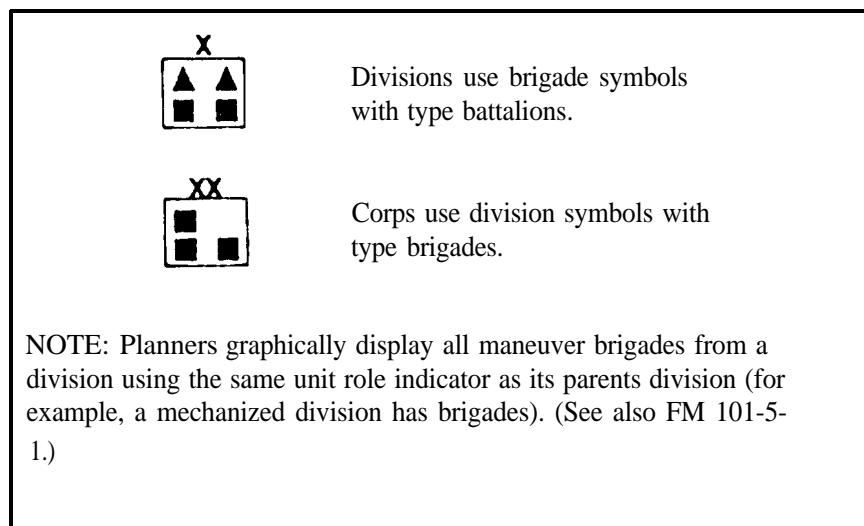 X
Divisions use brigade symbols
with type battalions.
XX
Corps use division symbols with
type brigades.
NOTE: Planners graphically display all maneuver brigades from a
division using the same unit role indicator as its parents division (for
example, a mechanized division has brigades). (See also FM 101-5-
1.)